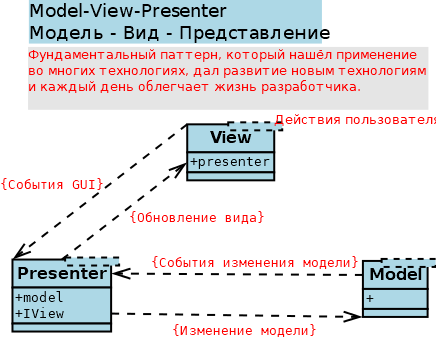 Model-View-Presenter
Модель - Вид - Представление
Фундаментальный паттерн, который нашёл применение
во многих технологиях, дал развитие новым технологиям
и каждый день облегчает жизнь разработчика.
Действия пользователя
View
+presenter
{События GUI}
{Обновление вида}
Presenter
+model
+IView
{События изменения модели}
Model
+
{Изменение модели}